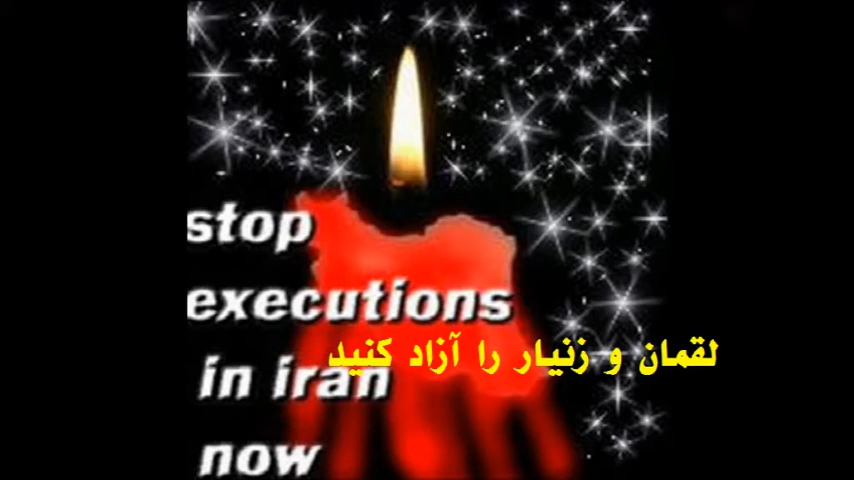 stop
executions
in iran
now
لقمان و زنیار را آزاد کنید